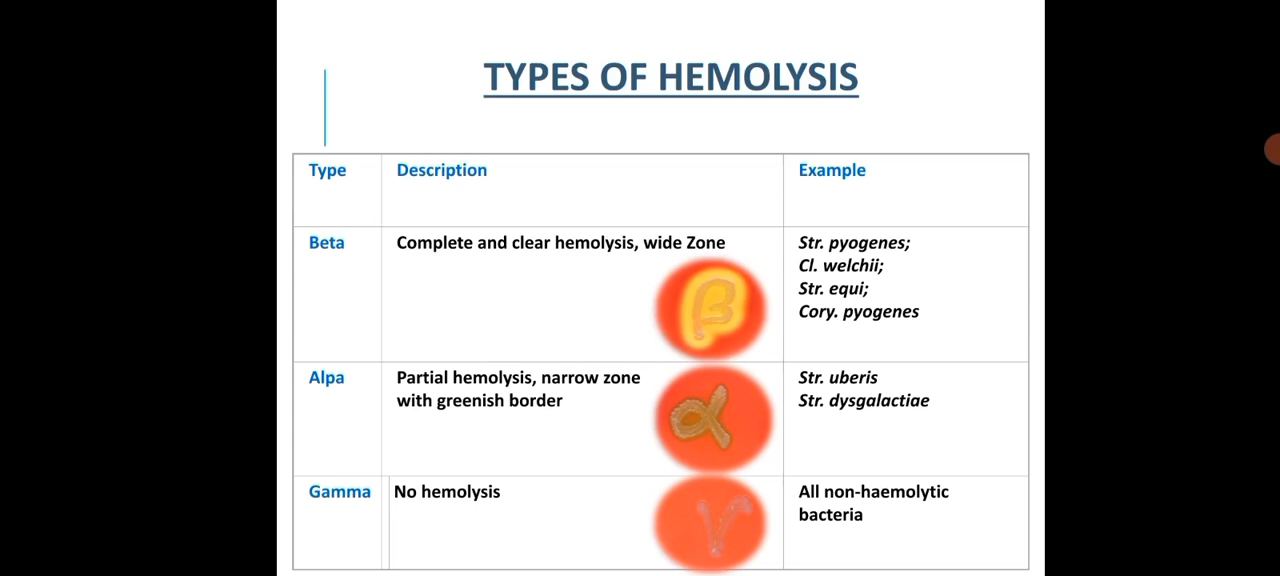 TYPES OF HEMOLYSIS
Type Description Example
Beta Complete and clear hemolysis, wide Zone Str. pyogenes;
Cl. welchii;
Str. equi;
Cory. pyogenes
β
Alpa Partial hemolysis, narrow zone Str. uberis
with greenish border Str. dysgalactiae
α
Gamma No hemolysis All non-haemolytic
bacteria
γ